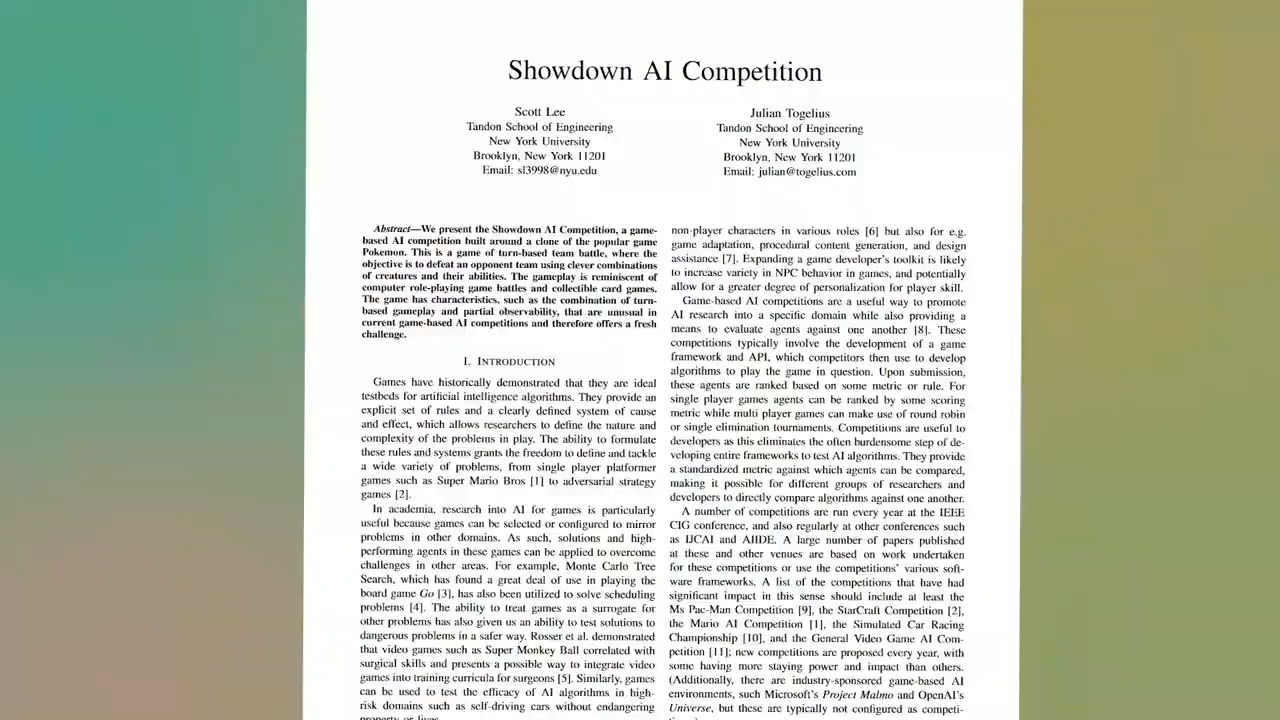 Showdown AI Competition
Scott Lee
Tandon School of Engineering
New York University
Brooklyn, New York 11201
Email: sl3998@nyu.edu
Julian Togelius
Tandon School of Engineering
New York University
Brooklyn, New York 11201
Email: julian@togelius.com
Abstract—We present the Showdown AI Competition, a game-
based AI competition built around a clone of the popular game
Pokemon. This is a game of turn-based team battle, where the
objective is to defeat an opponent team using clever combinations
of creatures and their abilities. The gameplay is reminiscent of
computer role-playing game battles and collectible card games.
The game has characteristics, such as the combination of turn-
based gameplay and partial observability, that are unusual in
current game-based AI competitions and therefore offers a fresh
challenge.
I. Introduction
Games have historically demonstrated that they are ideal
testbeds for artificial intelligence algorithms. They provide an
explicit set of rules and a clearly defined system of cause
and effect, which allows researchers to define the nature and
complexity of the problems in play. The ability to formulate
these rules and systems grants the freedom to define and tackle
a wide variety of problems, from single player platformer
games such as Super Mario Bros [1] to adversarial strategy
games [2].
In academia, research into AI for games is particularly
useful because games can be selected or configured to mirror
problems in other domains. As such, solutions and high-
performing agents in these games can be applied to overcome
challenges in other areas. For example, Monte Carlo Tree
Search, which has found a great deal of use in playing the
board game Go [3], has also been utilized to solve scheduling
problems [4]. The ability to treat games as a surrogate for
other problems has also given us an ability to test solutions to
dangerous problems in a safer way. Rosser et al. demonstrated
that video games such as Super Monkey Ball correlated with
surgical skills and presents a possible way to integrate video
games into training curricula for surgeons [5]. Similarly, games
can be used to test the efficacy of AI algorithms in high-
risk domains such as self-driving cars without endangering
property or lives.
non-player characters in various roles [6] but also for e.g.
game adaptation, procedural content generation, and design
assistance [7]. Expanding a game developer's toolkit is likely
to increase variety in NPC behavior in games, and potentially
allow for a greater degree of personalization for player skill.
Game-based AI competitions are a useful way to promote
AI research into a specific domain while also providing a
means to evaluate agents against one another [8]. These
competitions typically involve the development of a game
framework and API, which competitors then use to develop
algorithms to play the game in question. Upon submission,
these agents are ranked based on some metric or rule. For
single player games agents can be ranked by some scoring
metric while multi player games can make use of round robin
or single elimination tournaments. Competitions are useful to
developers as this eliminates the often burdensome step of de-
veloping entire frameworks to test AI algorithms. They provide
a standardized metric against which agents can be compared,
making it possible for different groups of researchers and
developers to directly compare algorithms against one another.
A number of competitions are run every year at the IEEE
CIG conference, and also regularly at other conferences such
as IJCAI and AIIDE. A large number of papers published
at these and other venues are based on work undertaken
for these competitions or use the competitions' various soft-
ware frameworks. A list of the competitions that have had
significant impact in this sense should include at least the
Ms Pac-Man Competition [9], the StarCraft Competition [2],
the Mario AI Competition [1], the Simulated Car Racing
Championship [10], and the General Video Game AI Com-
petition [11]; new competitions are proposed every year, with
some having more staying power and impact than others.
(Additionally, there are industry-sponsored game-based AI
environments, such Microsoft's Project Malmo and OpenAI's
Universe, but these are typically not configured as competi-